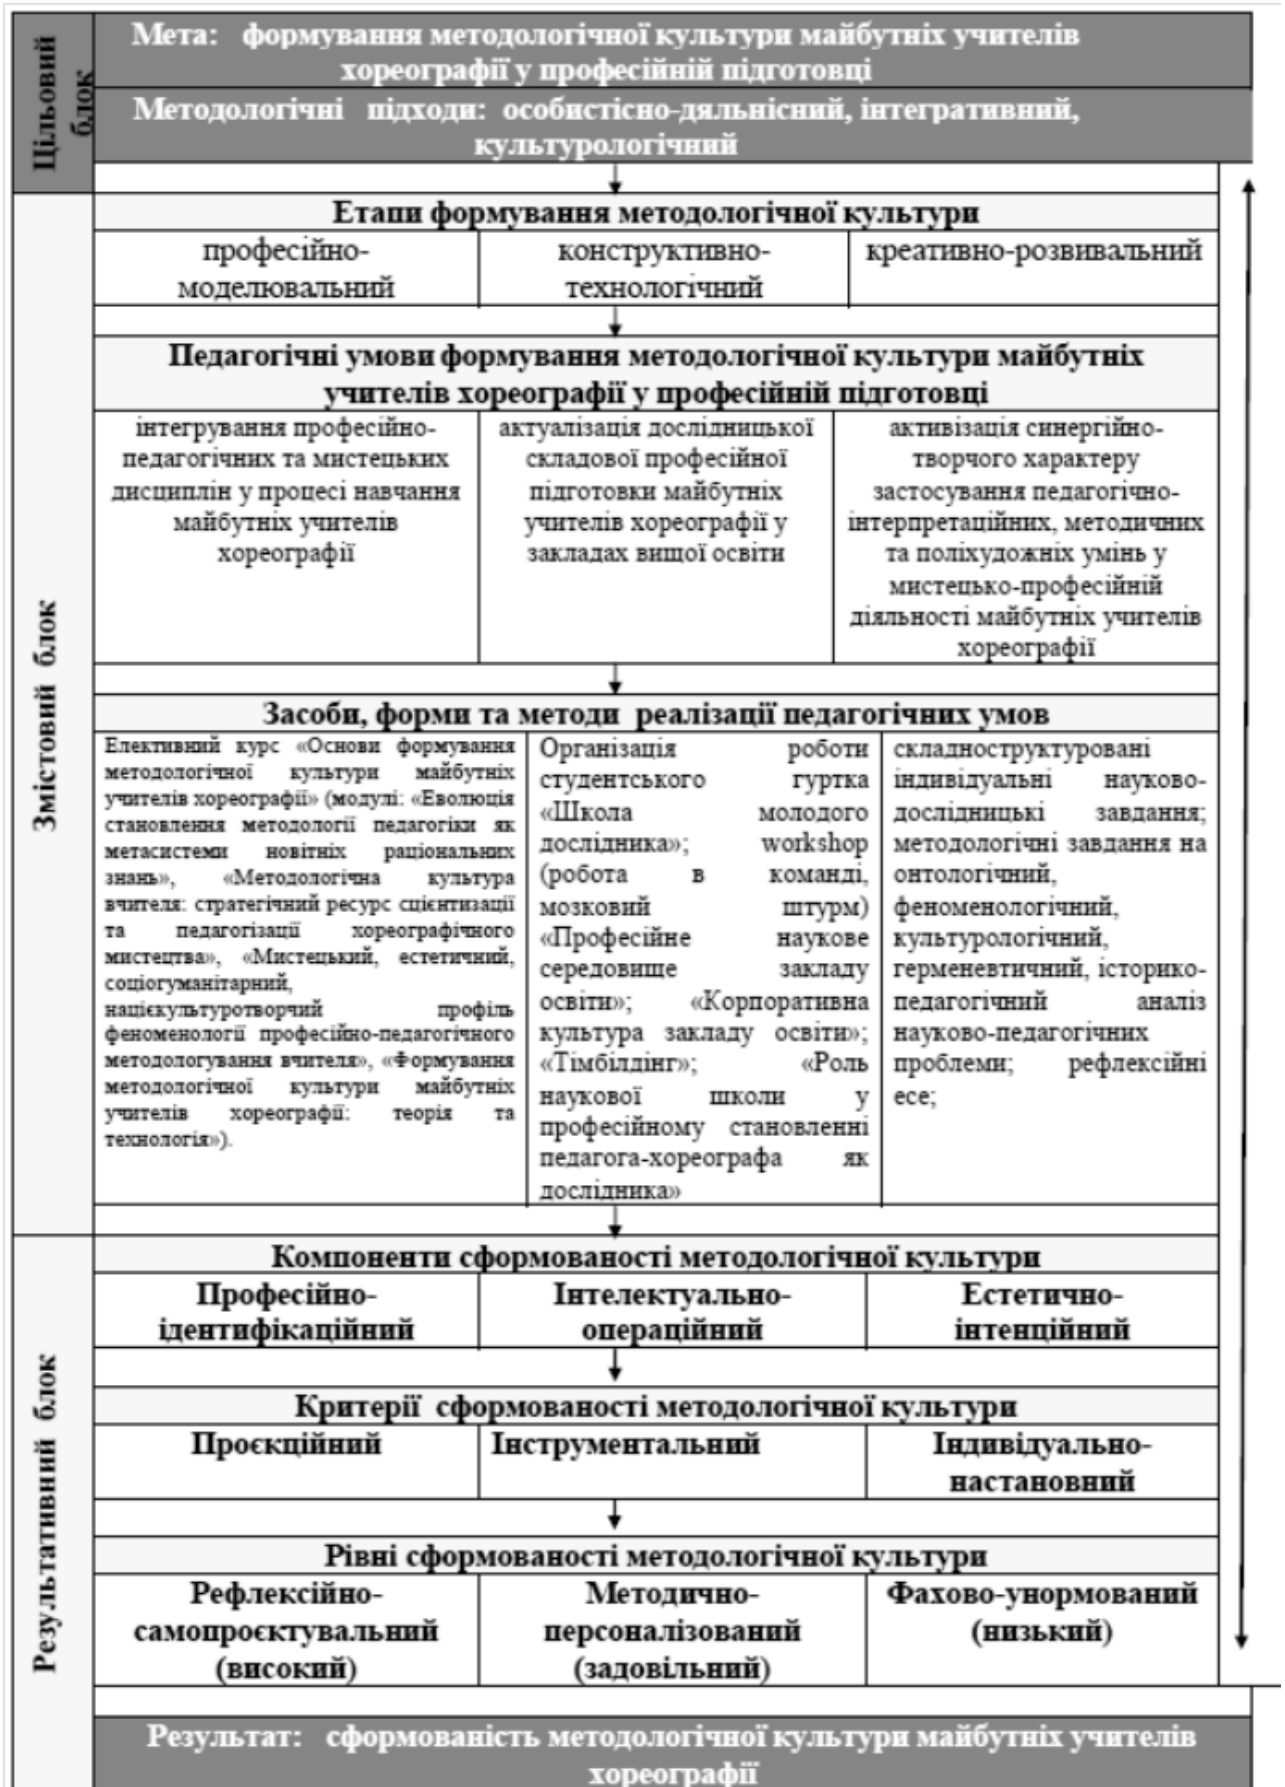 Цільовий
блок
Мета: формування методологічної культури майбутніх учителів
хореографії у професійній підготовці
Методологічні підходи: особистісно-дяльнісний, інтегративний,
культурологічний
Змістовий блок
Етапи формування методологічної культури
професійно-
моделювальний
конструктивно-
технологічний
креативно-розвивальний
Педагогічні умови формування методологічної культури майбутніх
учителів хореографії у професійній підготовці
інтегрування професійно-
педагогічних та мистецьких
дисциплін у процесі навчання
майбутніх учителів
хореографії
актуалізація дослідницької
складової професійної
підготовки майбутніх
учителів хореографії у
закладах вищої освіти
активізація синергійно-
творчого характеру
застосування педагогічно-
інтерпретаційних, методичних
та поліхудожніх умінь у
мистецько-професійній
діяльності майбутніх учителів
хореографії
Засоби, форми та методи реалізації педагогічних умов
Елективний курс «Основи формування
методологічної культури майбутніх
учителів хореографії» (модулі: «Еволюція
становлення методології педагогіки як
метасистеми новітніх раціональних
знань», «Методологічна культура
вчителя: стратегічний ресурс сцієнтизації
та педагогізації хореографічного
мистецтва», «Мистецький, естетичний,
соціогуманітарний,
націєкультуротворчий профіль
феноменології професійно-педагогічного
методологування вчителя», «Формування
методологічної культури майбутніх
учителів хореографії: теорія та
технологія»).
Організація роботи
студентського гуртка
«Школа молодого
дослідника»; workshop
(робота в команді,
мозковий штурм)
«Професійне наукове
середовище закладу
освіти»; «Корпоративна
культура закладу освіти»;
«Тімбілдінг»; «Роль
наукової школи у
професійному становленні
педагога-хореографа як
дослідника»
складноструктуровані
індивідуальні науково-
дослідницькі завдання;
методологічні завдання на
онтологічний,
феноменологічний,
культурологічний,
герменевтичний, історико-
педагогічний аналіз
науково-педагогічних
проблеми; рефлексійні
есе;
Результативний блок
Компоненти сформованості методологічної культури
Професійно-
ідентифікаційний
Інтелектуально-
операційний
Естетично-
інтенційний
Критерії сформованості методологічної культури
Проєкційний
Інструментальний
Індивідуально-
настановний
Рівні сформованості методологічної культури
Рефлексійно-
самопроєктувальний
(високий)
Методично-
персоналізований
(задовільний)
Фахово-унормований
(низький)
Результат: сформованість методологічної культури майбутніх учителів
хореографії